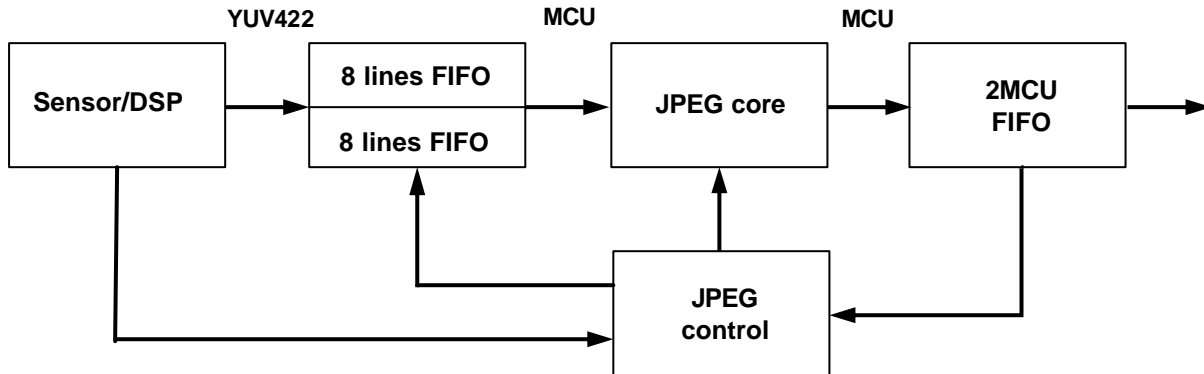 YUV422
MCU
MCU
Sensor/DSP
8 lines FIFO
8 lines FIFO
JPEG core
2MCU
FIFO
JPEG
control